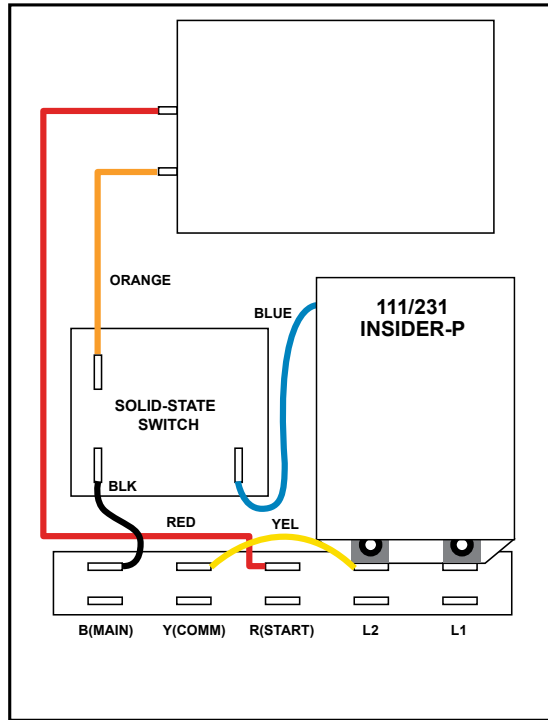 ORANGE
BLUE
111/231
INSIDER-P
SOLID-STATE
SWITCH
BLK
RED
YEL
B(MAIN) Y(COMM) R(START) L2 L1